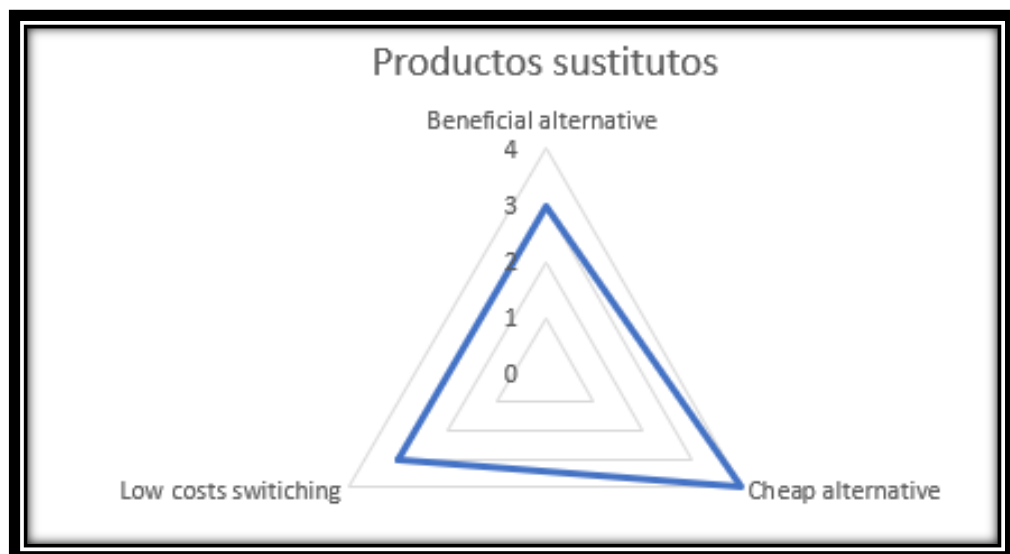 Productos sustitutos
Beneficial alternative
4
3
2
1
0
Low costs switiching
Cheap alternative